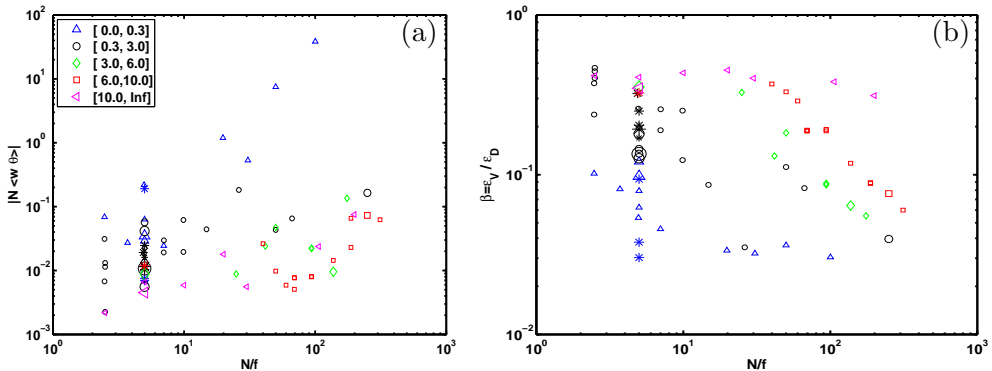 (a)
[ 0.0, 0.3]
[ 0.3, 3.0]
[ 3.0, 6.0]
[ 6.0,10.0]
[10.0, Inf]
10²
10¹
10⁰
10⁻¹
10⁻²
10⁻³
|N <w θ>|
10⁰ 10¹ 10² 10³
N/f
(b)
10⁰
10⁻¹
10⁻²
β=ε_V / ε_D
10⁰ 10¹ 10² 10³
N/f